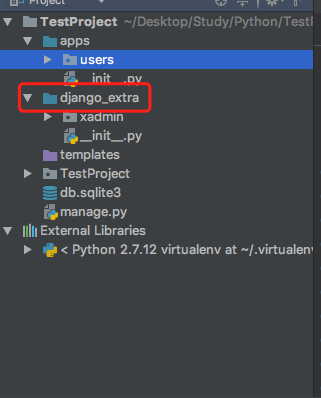 Project
TestProject ~/Desktop/Study/Python/TestP
apps
users
__init__.py
django_extra
xadmin
__init__.py
templates
TestProject
db.sqlite3
manage.py
External Libraries
< Python 2.7.12 virtualenv at ~/.virtualenv